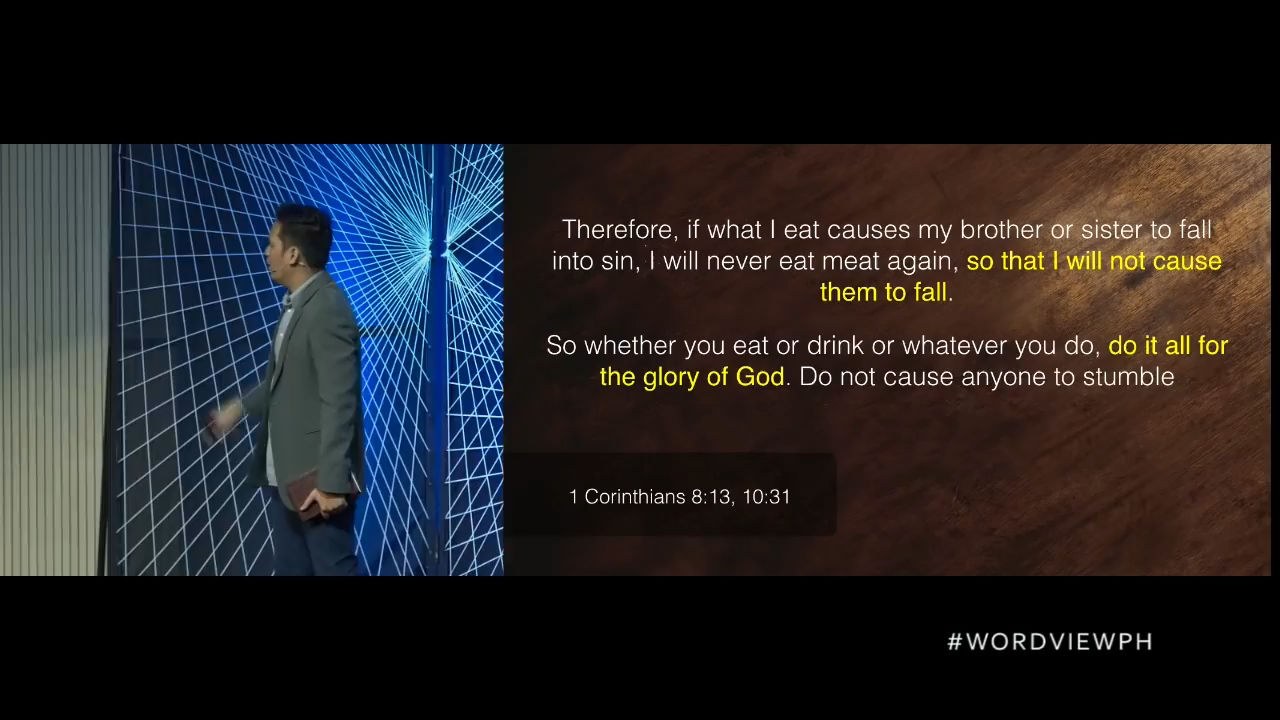 Therefore, if what I eat causes my brother or sister to fall
into sin, I will never eat meat again, so that I will not cause
them to fall.
So whether you eat or drink or whatever you do, do it all for
the glory of God. Do not cause anyone to stumble
1 Corinthians 8:13, 10:31
#WORDVIEWPH